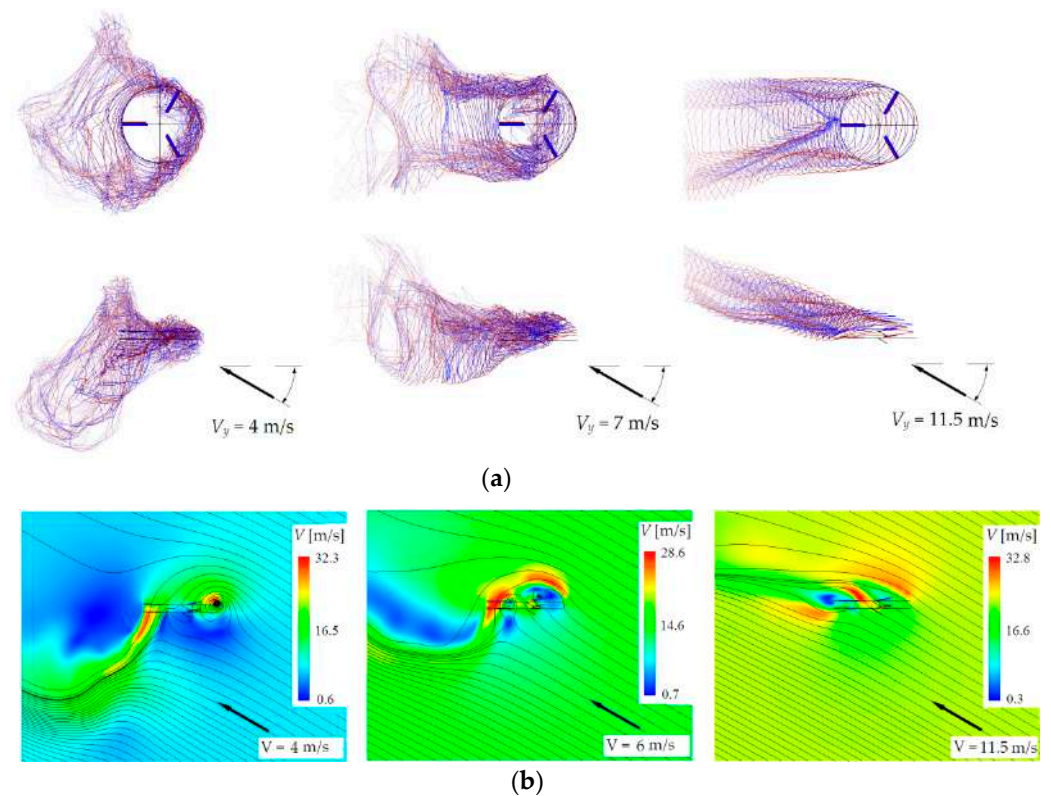 V_y = 4 m/s
V_y = 7 m/s
V_y = 11.5 m/s
(a)
V [m/s]
32.3
16.5
0.6
V = 4 m/s
V [m/s]
28.6
14.6
0.7
V = 6 m/s
V [m/s]
32.8
16.6
0.3
V = 11.5 m/s
(b)